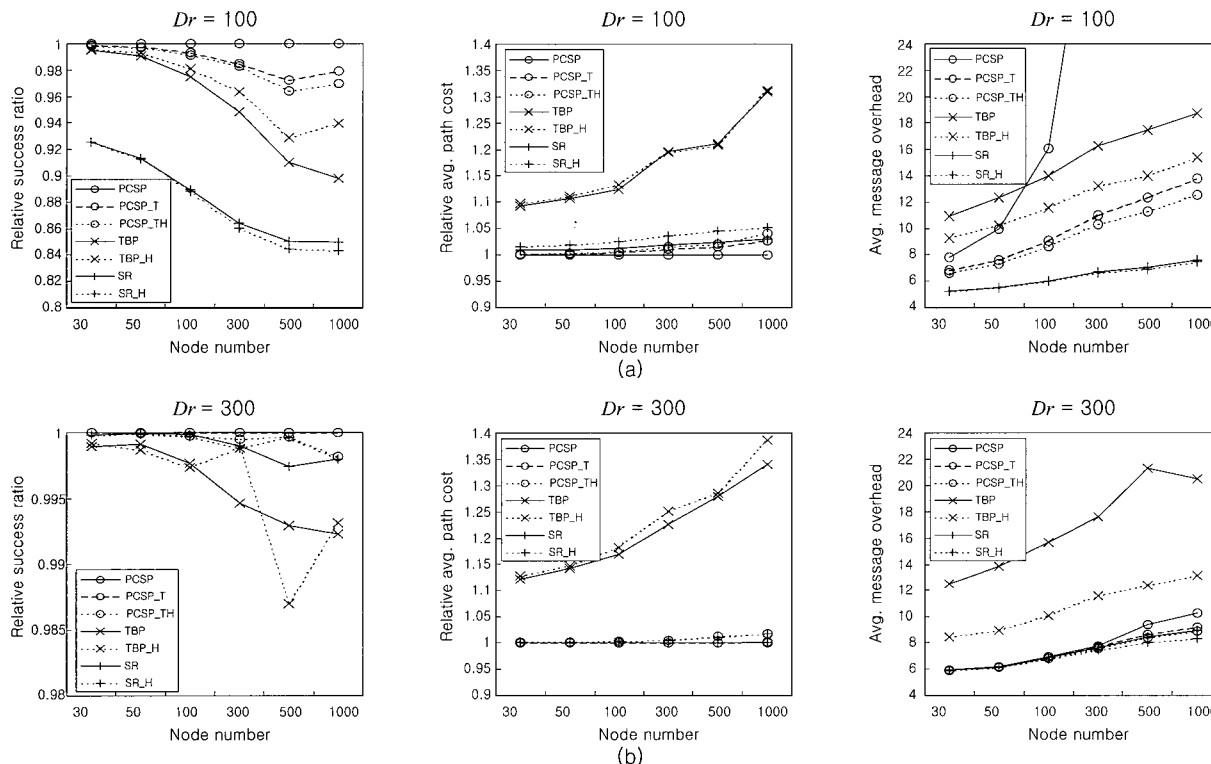 Dr = 100
Relative success ratio
1
0.98
0.96
0.94
0.92
0.9
0.88
0.86
0.84
0.82
0.8
PCSP
PCSP_T
PCSP_TH
TBP
TBP_H
SR
SR_H
30 50 100 300 500 1000
Node number
Dr = 100
Relative avg. path cost
1.4
1.35
1.3
1.25
1.2
1.15
1.1
1.05
1
0.95
0.9
PCSP
PCSP_T
PCSP_TH
TBP
TBP_H
SR
SR_H
30 50 100 300 500 1000
Node number
Dr = 100
Avg. message overhead
24
22
20
18
16
14
12
10
8
6
4
PCSP
PCSP_T
PCSP_TH
TBP
TBP_H
SR
SR_H
30 50 100 300 500 1000
Node number
(a)
Dr = 300
Relative success ratio
1
0.995
0.99
0.985
0.98
PCSP
PCSP_T
PCSP_TH
TBP
TBP_H
SR
SR_H
30 50 100 300 500 1000
Node number
Dr = 300
Relative avg. path cost
1.4
1.35
1.3
1.25
1.2
1.15
1.1
1.05
1
0.95
0.9
PCSP
PCSP_T
PCSP_TH
TBP
TBP_H
SR
SR_H
30 50 100 300 500 1000
Node number
Dr = 300
Avg. message overhead
24
22
20
18
16
14
12
10
8
6
4
PCSP
PCSP_T
PCSP_TH
TBP
TBP_H
SR
SR_H
30 50 100 300 500 1000
Node number
(b)